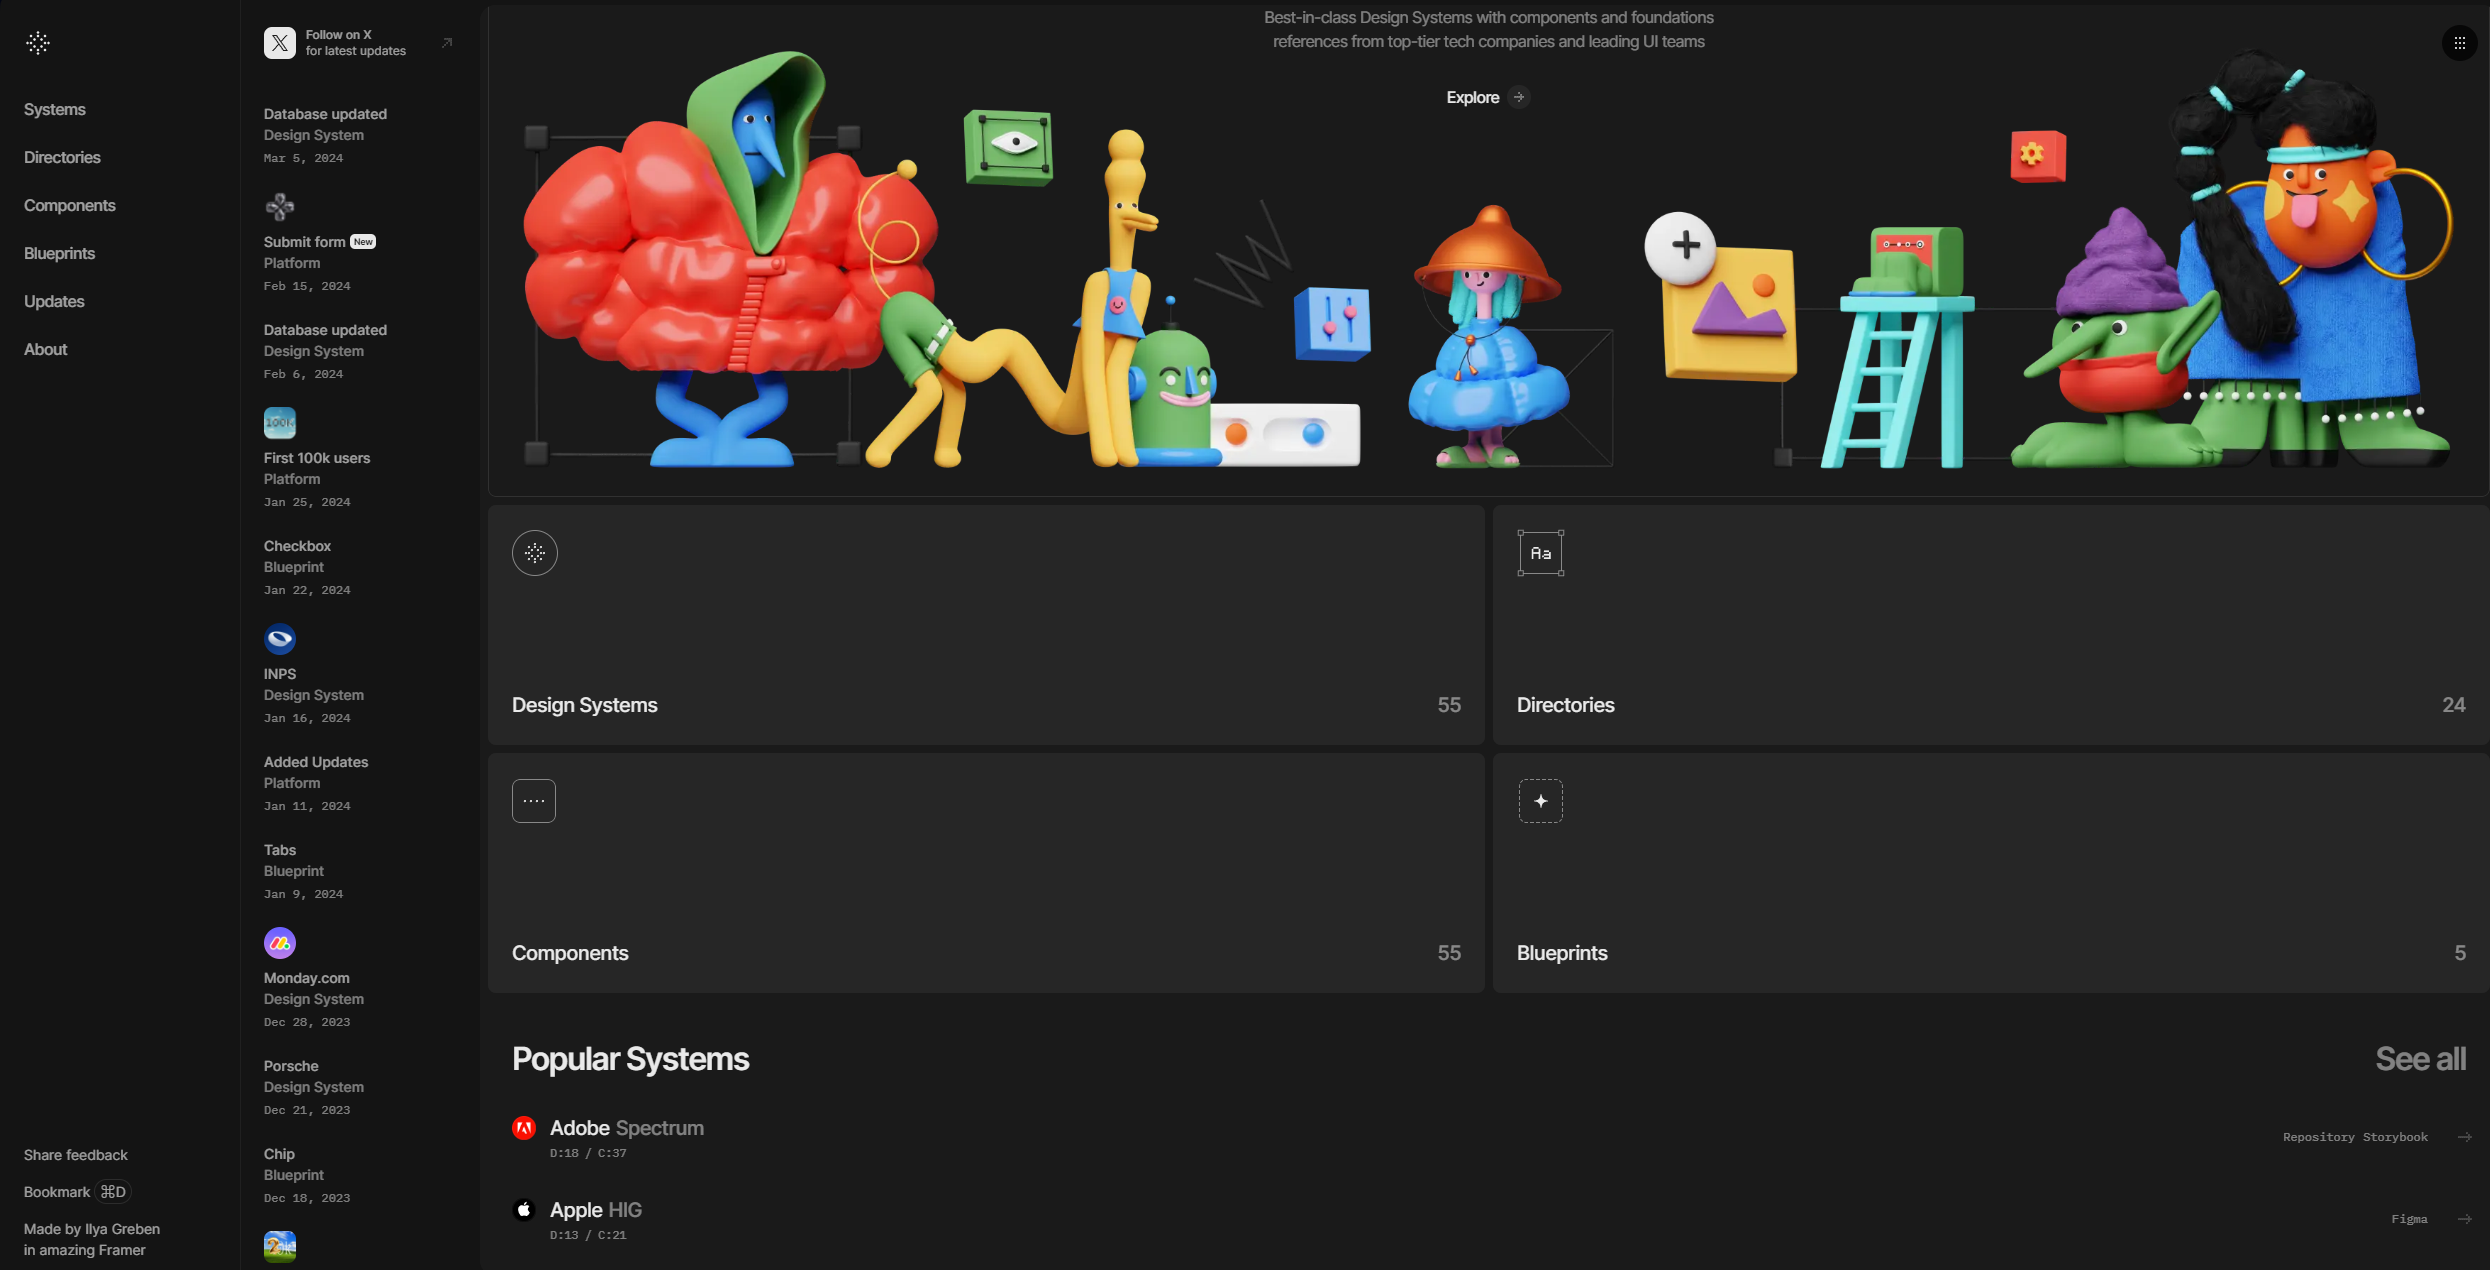 Systems
Directories
Components
Blueprints
Updates
About
Share feedback
Bookmark ⌘D
Made by Ilya Greben
in amazing Framer
Follow on X
for latest updates
Database updated
Design System
Mar 5, 2024
Submit form New
Platform
Feb 15, 2024
Database updated
Design System
Feb 6, 2024
100K
First 100k users
Platform
Jan 25, 2024
Checkbox
Blueprint
Jan 22, 2024
INPS
Design System
Jan 16, 2024
Added Updates
Platform
Jan 11, 2024
Tabs
Blueprint
Jan 9, 2024
Monday.com
Design System
Dec 28, 2023
Porsche
Design System
Dec 21, 2023
Chip
Blueprint
Dec 18, 2023
Best-in-class Design Systems with components and foundations
references from top-tier tech companies and leading UI teams
Explore
Design Systems 55
Aa
Directories 24
Components 55
Blueprints 5
Popular Systems
See all
Adobe Spectrum
D:18 / C:37
Repository Storybook
Apple HIG
D:13 / C:21
Figma